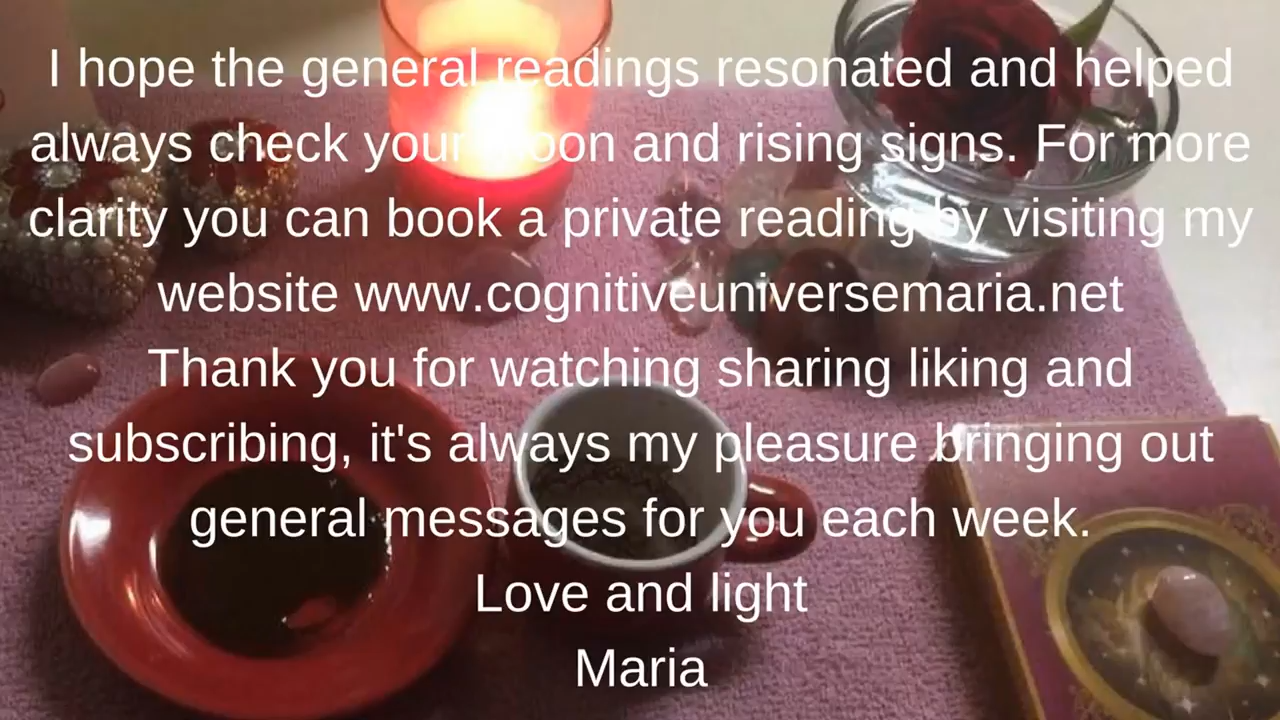 I hope the general readings resonated and helped
always check your moon and rising signs. For more
clarity you can book a private reading by visiting my
website www.cognitiveuniversemaria.net
Thank you for watching sharing liking and
subscribing, it's always my pleasure bringing out
general messages for you each week.
Love and light
Maria